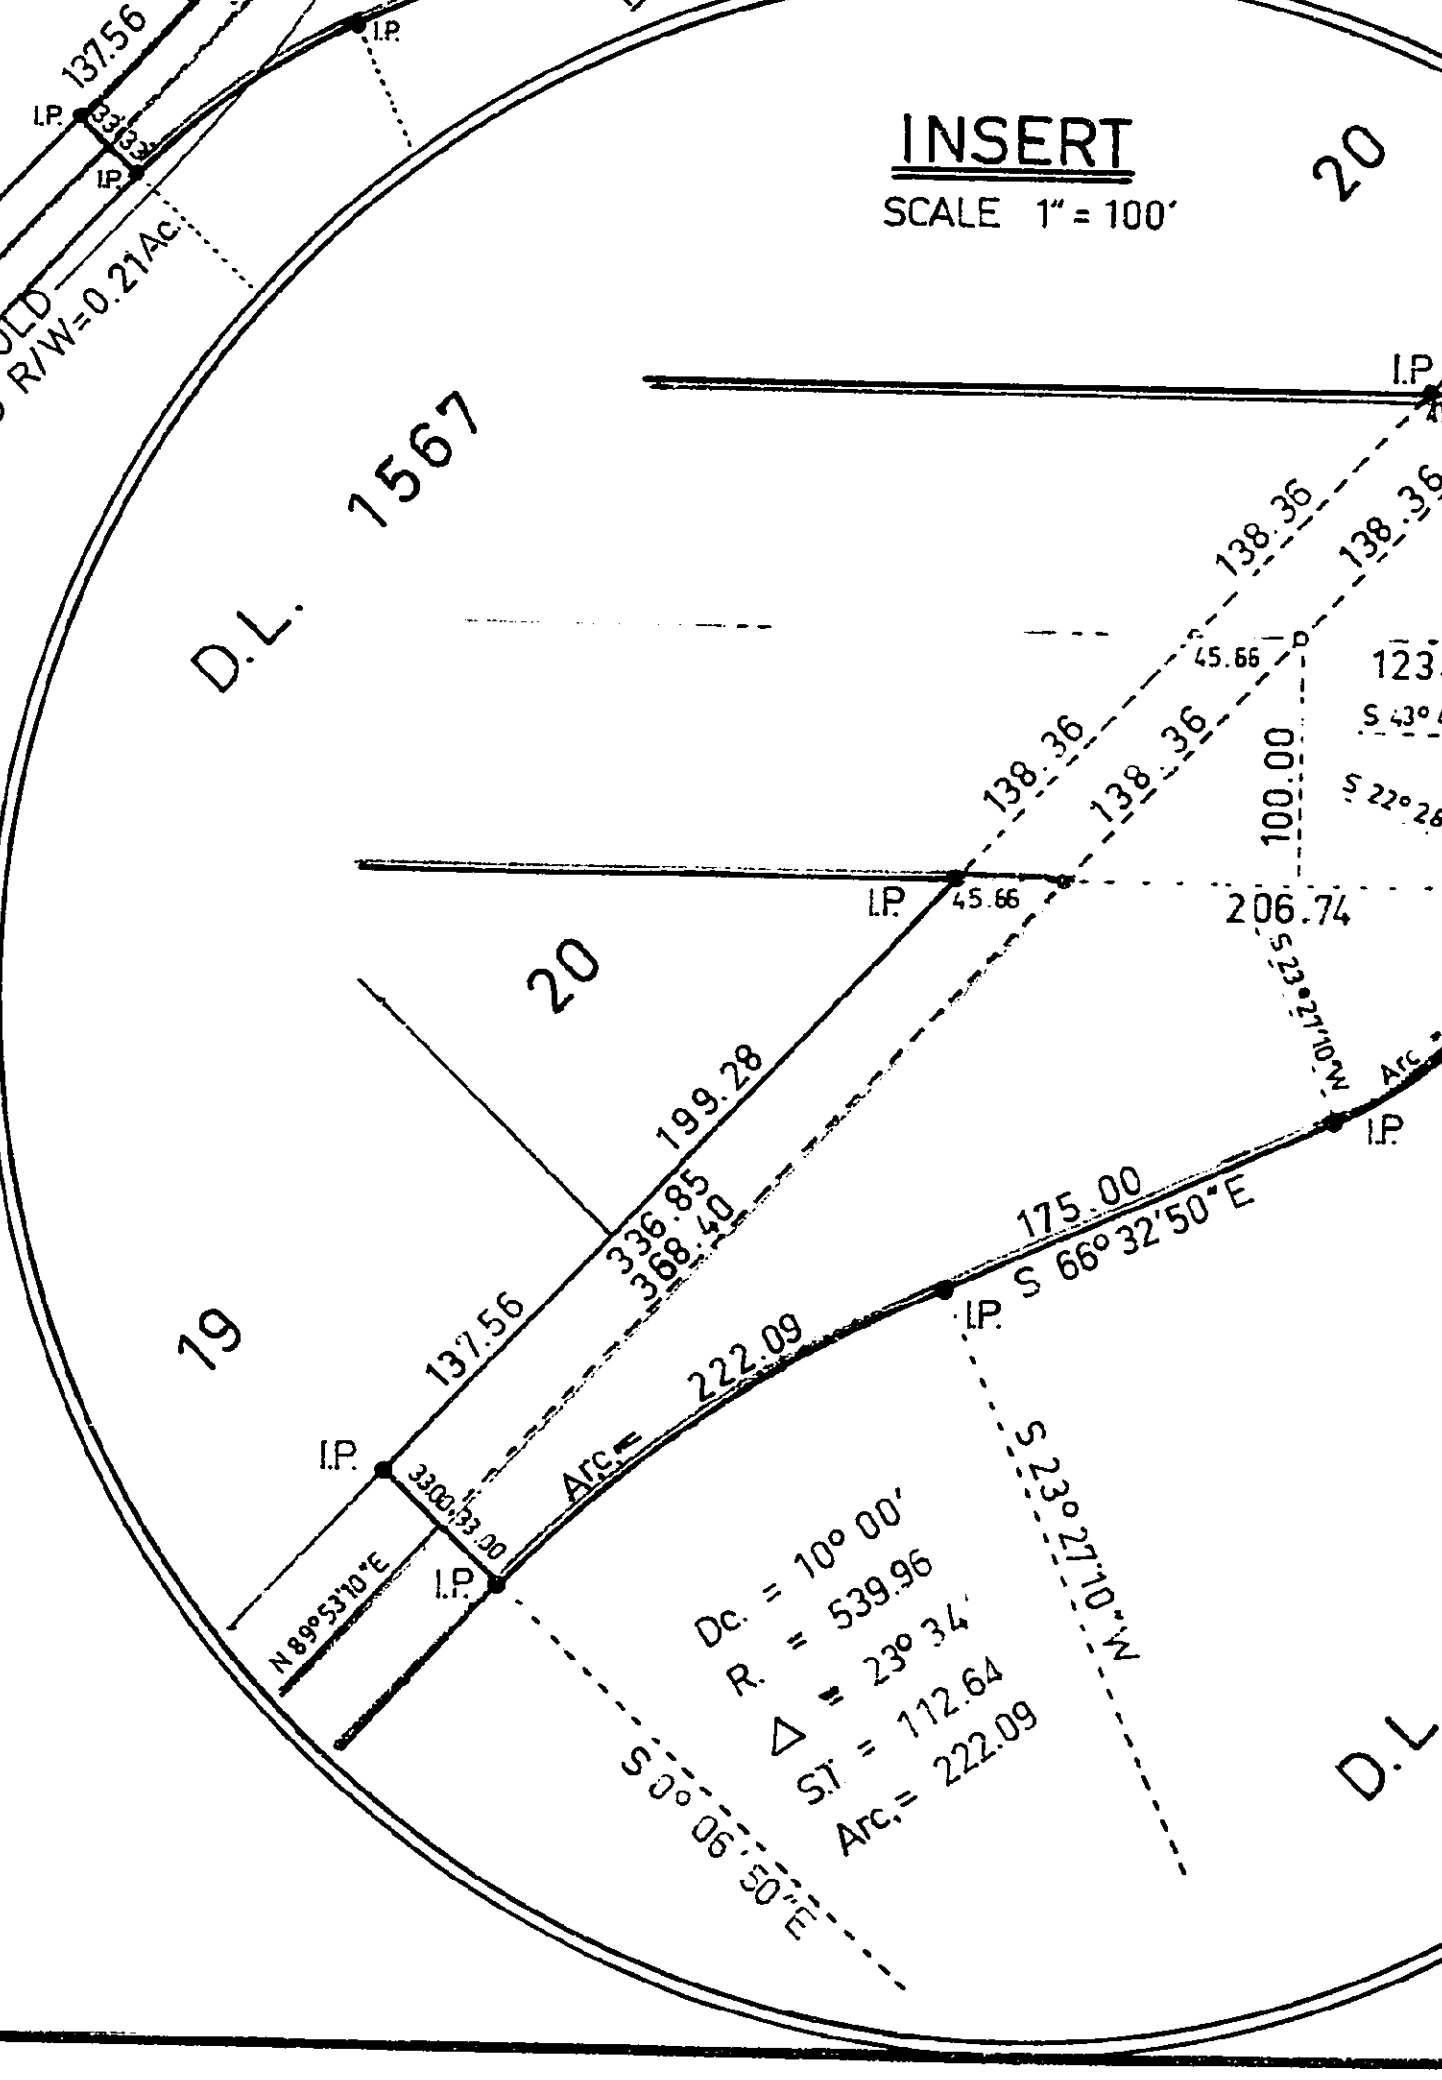 137.56
I.P.
I.P.
33
33
I.P.
R/W=0.21Ac.
INSERT
SCALE 1"=100'
20
D.L. 1567
I.P.
138.36
138.36
45.66
123.
S 43°
138.36
138.36
100.00
S 22°26
I.P.
45.66
206.74
20
S 23°27'10"W
Arc
I.P.
199.28
336.85
368.40
175.00
S 66°32'50"E
19
137.56
222.09
I.P.
Arc.=
I.P.
33.00
33.00
S 23°27'10"W
I.P.
N 89°53'10"E
Dc. = 10°00'
R. = 539.96
Δ = 23°34'
S.T. = 112.64
Arc. = 222.09
S 0°06'50"E
D.L